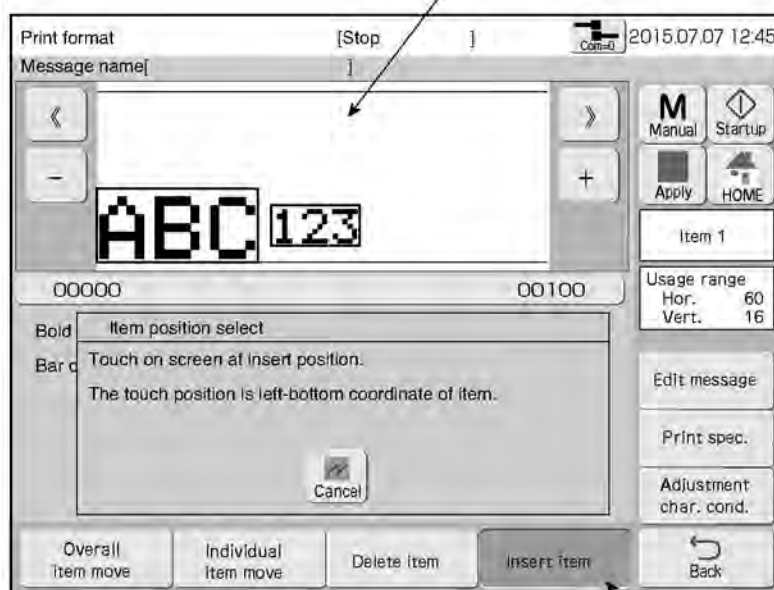 Print format [Stop ] Com=0 2015.07.07 12:45
Message name[ ]
《 》 M Manual Startup
- + Apply HOME
ABC 123
Item 1
00000 00100
Usage range
Hor. 60
Vert. 16
Bold
Item position select
Bar c
Touch on screen at insert position.
The touch position is left-bottom coordinate of item.
Cancel
Edit message
Print spec.
Adjustment
char. cond.
Overall
item move
Individual
item move
Delete item
Insert item
Back